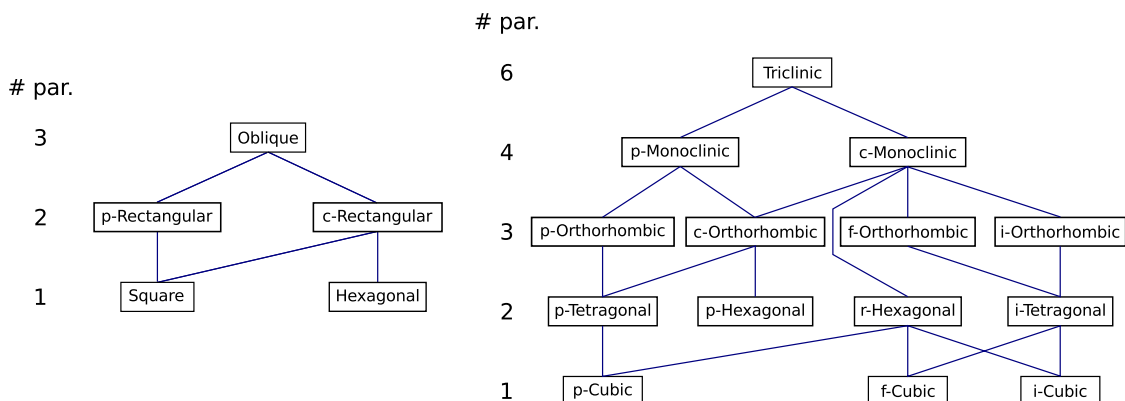 # par.
6 Triclinic
# par.
3 Oblique
4 p-Monoclinic c-Monoclinic
2 p-Rectangular c-Rectangular
3 p-Orthorhombic c-Orthorhombic f-Orthorhombic i-Orthorhombic
1 Square Hexagonal
2 p-Tetragonal p-Hexagonal r-Hexagonal i-Tetragonal
1 p-Cubic f-Cubic i-Cubic